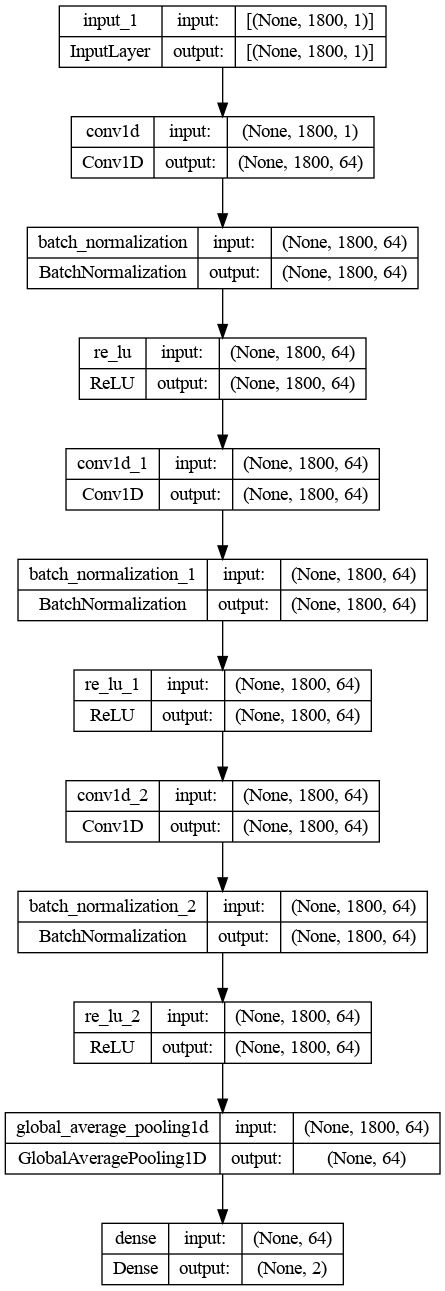 input_1 input: [(None, 1800, 1)]
InputLayer output: [(None, 1800, 1)]
conv1d input: (None, 1800, 1)
Conv1D output: (None, 1800, 64)
batch_normalization input: (None, 1800, 64)
BatchNormalization output: (None, 1800, 64)
re_lu input: (None, 1800, 64)
ReLU output: (None, 1800, 64)
conv1d_1 input: (None, 1800, 64)
Conv1D output: (None, 1800, 64)
batch_normalization_1 input: (None, 1800, 64)
BatchNormalization output: (None, 1800, 64)
re_lu_1 input: (None, 1800, 64)
ReLU output: (None, 1800, 64)
conv1d_2 input: (None, 1800, 64)
Conv1D output: (None, 1800, 64)
batch_normalization_2 input: (None, 1800, 64)
BatchNormalization output: (None, 1800, 64)
re_lu_2 input: (None, 1800, 64)
ReLU output: (None, 1800, 64)
global_average_pooling1d input: (None, 1800, 64)
GlobalAveragePooling1D output: (None, 64)
dense input: (None, 64)
Dense output: (None, 2)